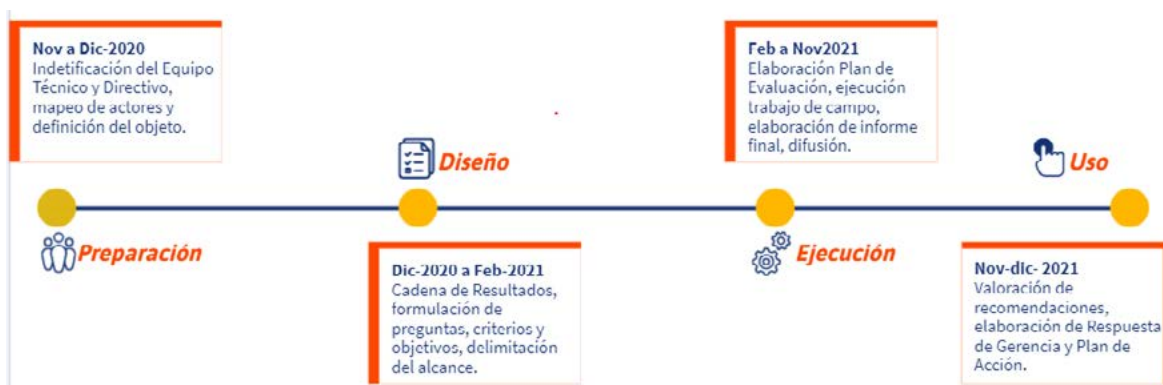 Nov a Dic-2020
Indetificación del Equipo
Técnico y Directivo,
mapeo de actores y
definición del objeto.
Preparación
Diseño
Dic-2020 a Feb-2021
Cadena de Resultados,
formulación de
preguntas, criterios y
objetivos, delimitación
del alcance.
Feb a Nov2021
Elaboración Plan de
Evaluación, ejecución
trabajo de campo,
elaboración de informe
final, difusión.
Ejecución
Uso
Nov-dic- 2021
Valoración de
recomendaciones,
elaboración de Respuesta
de Gerencia y Plan de
Acción.